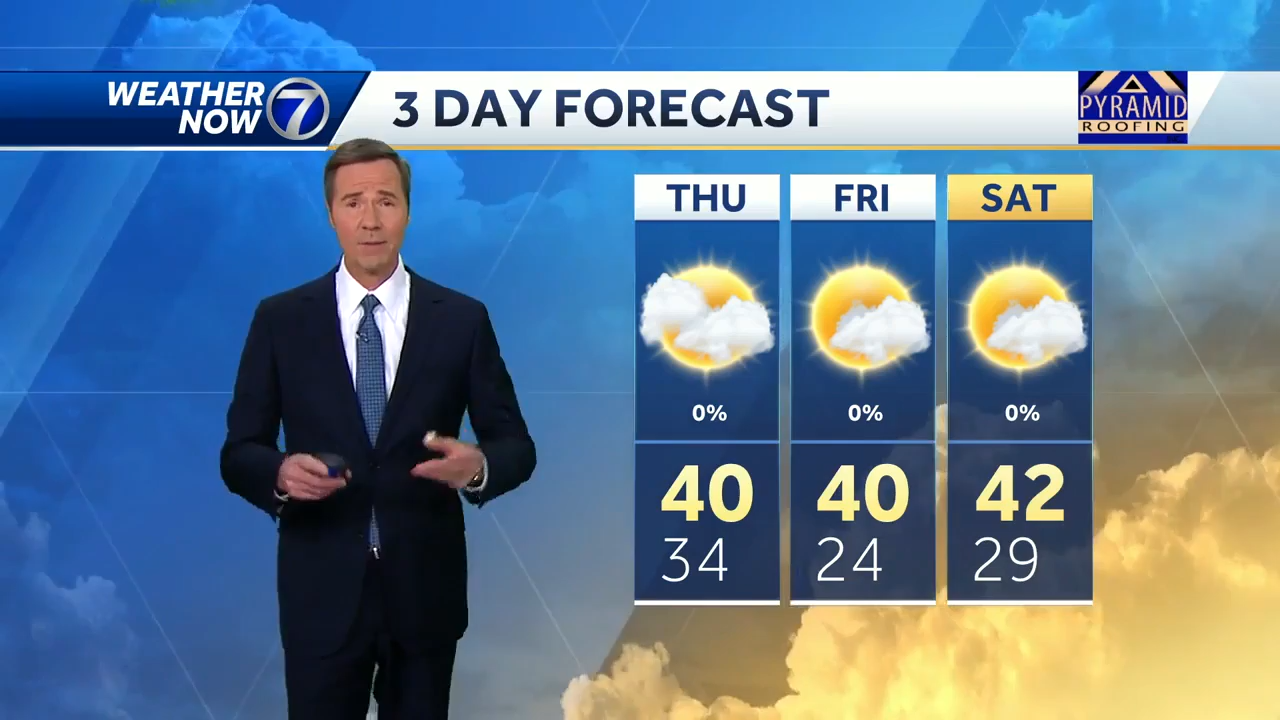 WEATHER
NOW 7
3 DAY FORECAST
PYRAMID
ROOFING
THU
FRI
SAT
0%
0%
0%
40
40
42
34
24
29